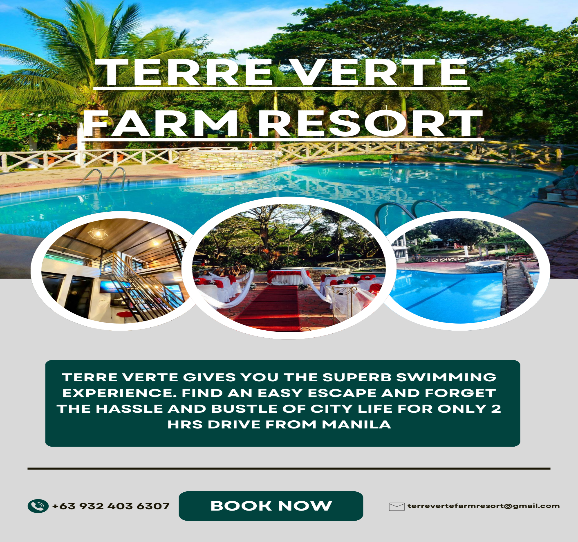 TERRE VERTE
FARM RESORT
TERRE VERTE GIVES YOU THE SUPERB SWIMMING
EXPERIENCE. FIND AN EASY ESCAPE AND FORGET
THE HASSLE AND BUSTLE OF CITY LIFE FOR ONLY 2
HRS DRIVE FROM MANILA
+63 932 403 6307
BOOK NOW
terrevertefarmresort@gmail.com